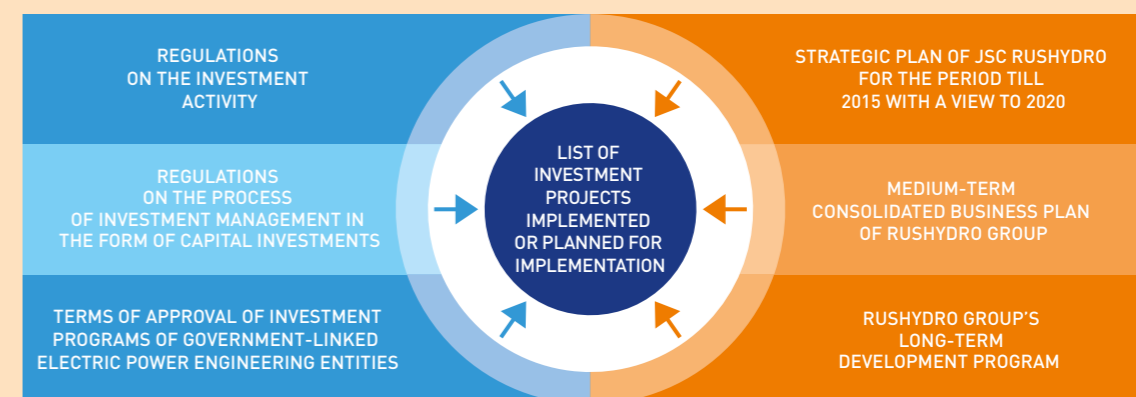 REGULATIONS
ON THE INVESTMENT
ACTIVITY
REGULATIONS
ON THE PROCESS
OF INVESTMENT MANAGEMENT IN
THE FORM OF CAPITAL INVESTMENTS
TERMS OF APPROVAL OF INVESTMENT
PROGRAMS OF GOVERNMENT-LINKED
ELECTRIC POWER ENGINEERING ENTITIES
LIST OF
INVESTMENT
PROJECTS
IMPLEMENTED
OR PLANNED FOR
IMPLEMENTATION
STRATEGIC PLAN OF JSC RUSHYDRO
FOR THE PERIOD TILL
2015 WITH A VIEW TO 2020
MEDIUM-TERM
CONSOLIDATED BUSINESS PLAN
OF RUSHYDRO GROUP
RUSHYDRO GROUP'S
LONG-TERM
DEVELOPMENT PROGRAM